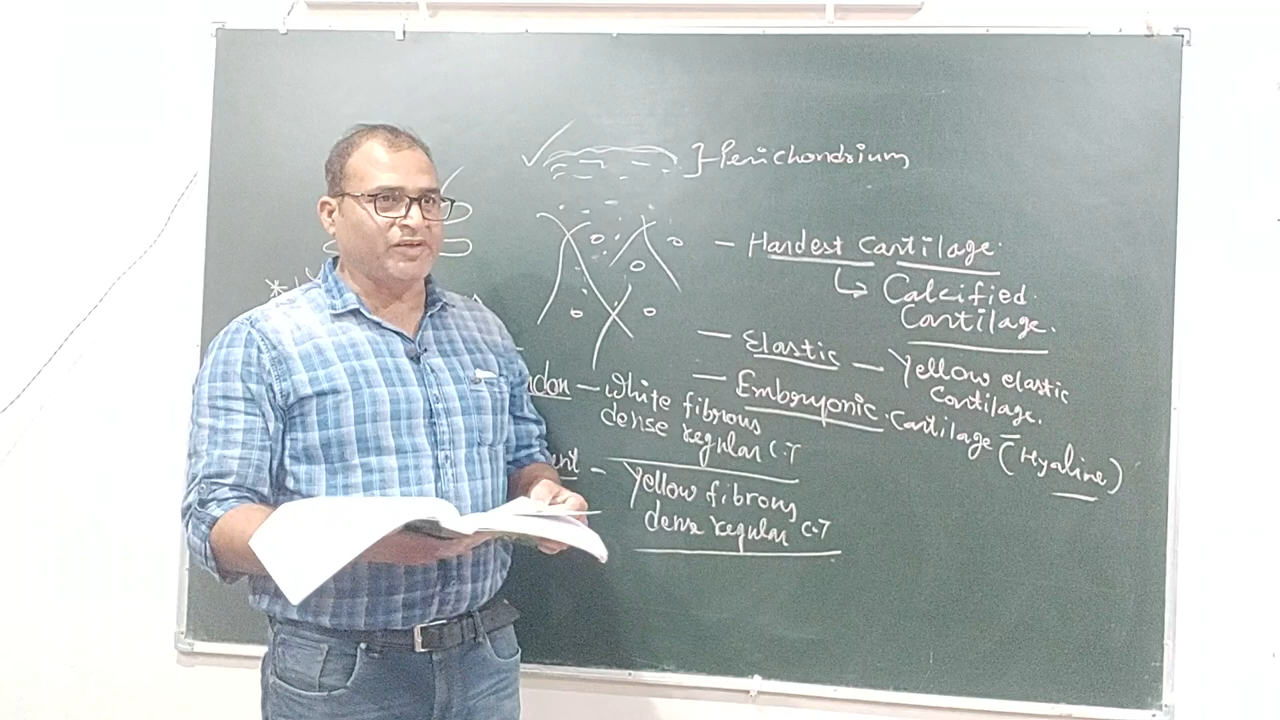 Perichondrium
– Hardest Cartilage
↳ Calcified
Cartilage.
– Elastic – Yellow elastic
Cartilage.
– Embryonic Cartilage – (Hyaline)
– White fibrous
dense regular C.T
– Yellow fibrous
dense regular C.T